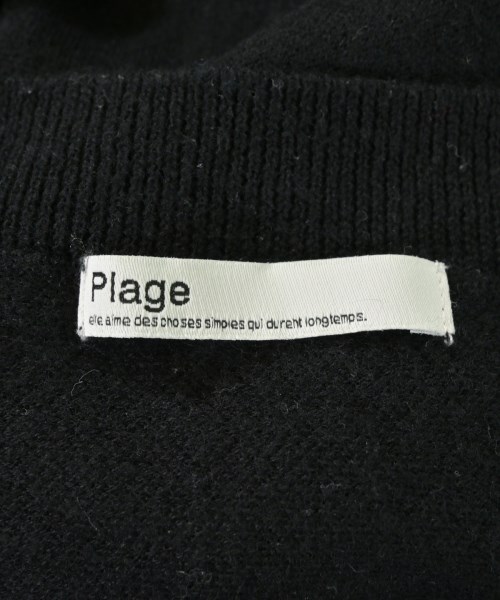 Plage
elle aime des choses simples qui durent longtemps.